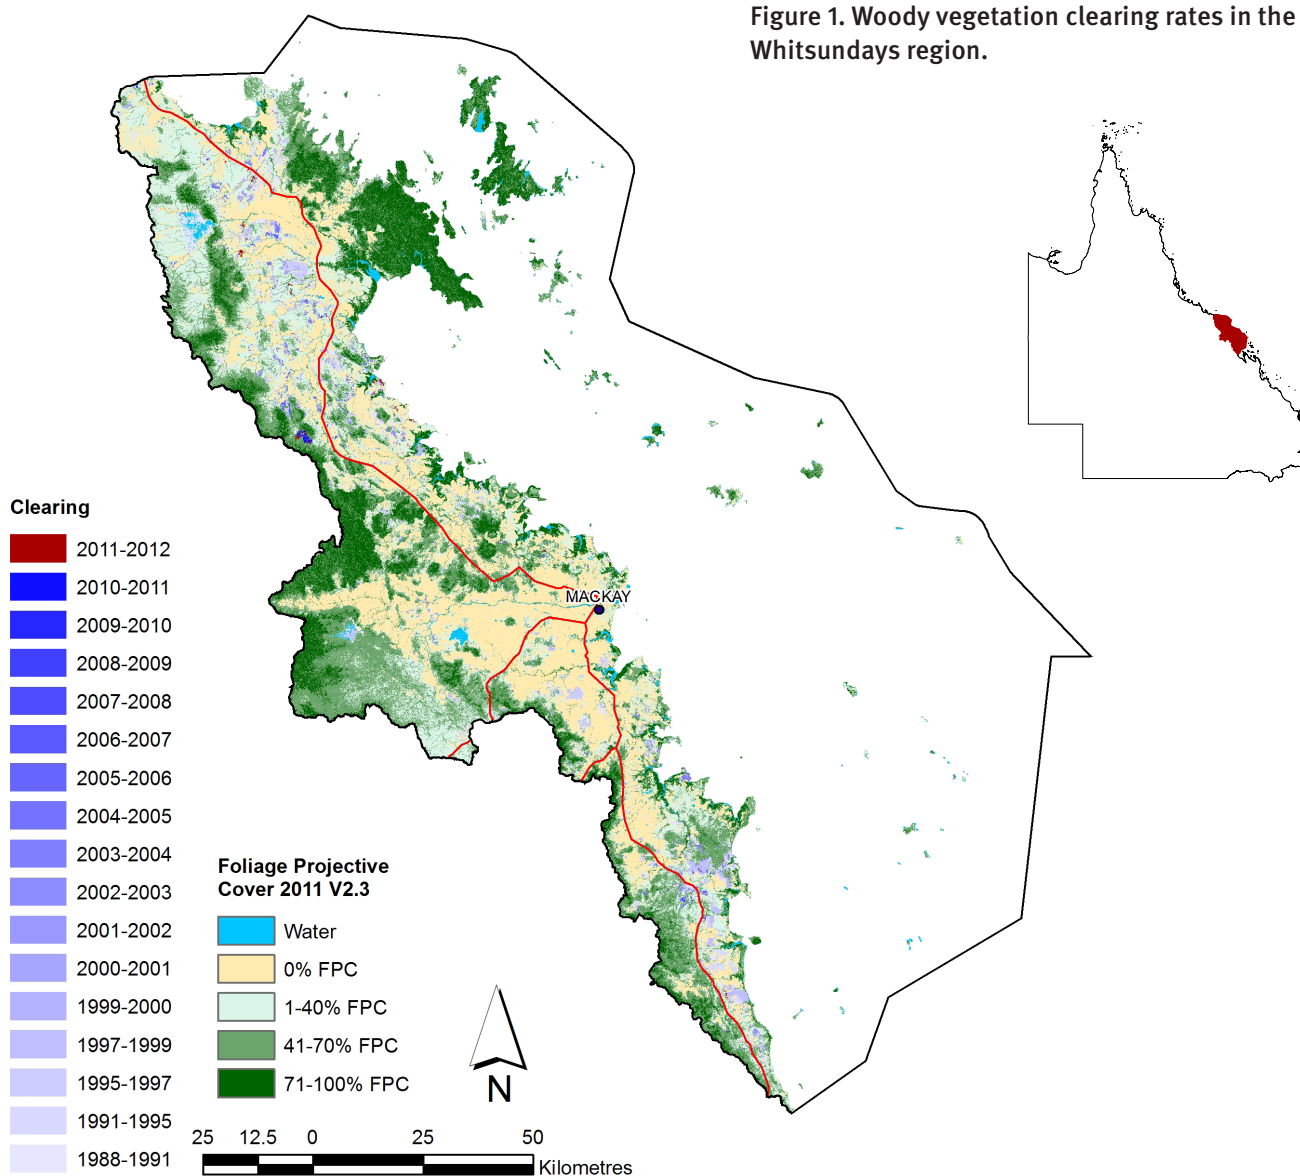 Figure 1. Woody vegetation clearing rates in the
Whitsundays region.
MACKAY
Clearing
2011-2012
2010-2011
2009-2010
2008-2009
2007-2008
2006-2007
2005-2006
2004-2005
2003-2004
2002-2003
2001-2002
2000-2001
1999-2000
1997-1999
1995-1997
1991-1995
1988-1991
Foliage Projective
Cover 2011 V2.3
Water
0% FPC
1-40% FPC
41-70% FPC
71-100% FPC
N
25 12.5 0 25 50
Kilometres